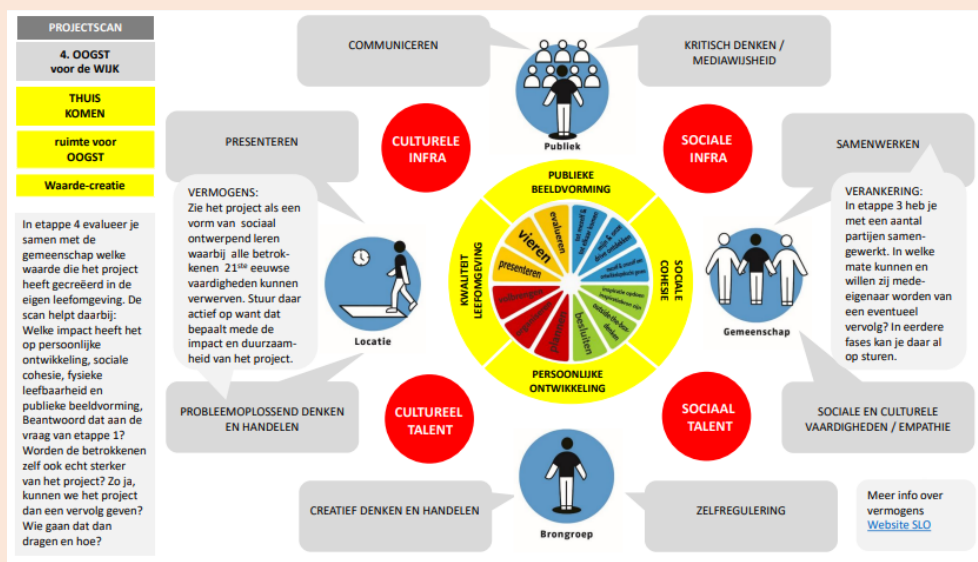 PROJECTSCAN
4. OOGST
voor de WIJK
THUIS
KOMEN
ruimte voor
OOGST
Waarde-creatie
In etappe 4 evalueer je
samen met de
gemeenschap welke
waarde die het project
heeft gecreëerd in de
eigen leefomgeving. De
scan helpt daarbij:
Welke impact heeft het
op persoonlijke
ontwikkeling, sociale
cohesie, fysieke
leefbaarheid en
publieke beeldvorming,
Beantwoord dat aan de
vraag van etappe 1?
Worden de betrokkenen
zelf ook echt sterker
van het project? Zo ja,
kunnen we het project
dan een vervolg geven?
Wie gaan dat dan
dragen en hoe?
COMMUNICEREN
KRITISCH DENKEN /
MEDIAWIJSHEID
Publiek
PRESENTEREN
CULTURELE
INFRA
SOCIALE
INFRA
SAMENWERKEN
VERMOGENS:
Zie het project als een
vorm van sociaal
ontwerpend leren
waarbij alle betrok-
kenen 21ste eeuwse
vaardigheden kunnen
verwerven. Stuur daar
actief op want dat
bepaalt mede de
impact en duurzaam-
heid van het project.
Locatie
PUBLIEKE
BEELDVORMING
KWALITEIT
LEEFOMGEVING
SOCIALE
COHESIE
PERSOONLIJKE
ONTWIKKELING
evalueren
vieren
presenteren
volbrengen
organiseren
plannen
besluiten
outside-the-box-
denken
Gemeenschap
VERANKERING:
In etappe 3 heb je
met een aantal
partijen samen-
gewerkt. In welke
mate kunnen en
willen zij mede-
eigenaar worden van
een eventueel
vervolg? In eerdere
fases kan je daar al
op sturen.
PROBLEEMOPLOSSEND DENKEN
EN HANDELEN
CULTUREEL
TALENT
SOCIAAL
TALENT
SOCIALE EN CULTURELE
VAARDIGHEDEN / EMPATHIE
CREATIEF DENKEN EN HANDELEN
Brongroep
ZELFREGULERING
Meer info over
vermogens
Website SLO